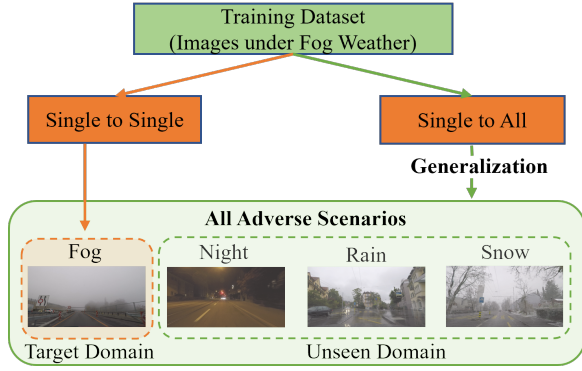 Training Dataset
(Images under Fog Weather)
Single to Single
Single to All
Generalization
All Adverse Scenarios
Fog
Night
Rain
Snow
Target Domain
Unseen Domain